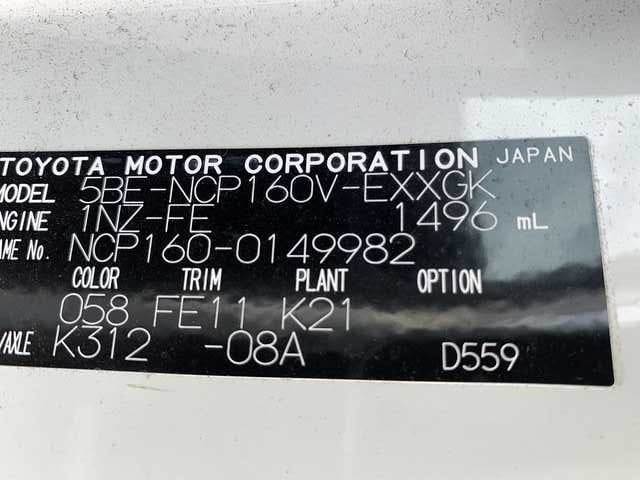 TOYOTA MOTOR CORPORATION JAPAN
MODEL 5BE-NCP160V-EXXGK
ENGINE 1NZ-FE 1496 mL
AME No. NCP160-0149982
COLOR TRIM PLANT OPTION
058 FE11 K21
/AXLE K312 -08A D559